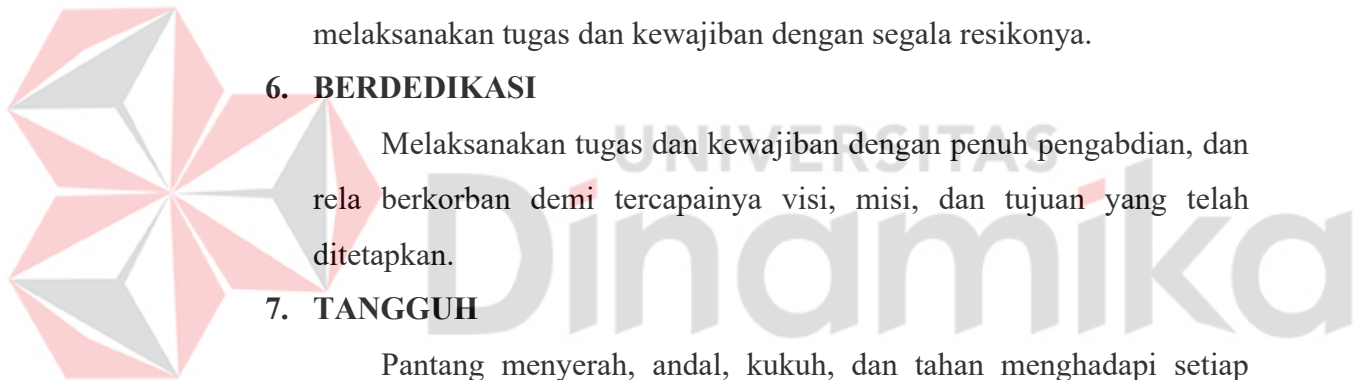 melaksanakan tugas dan kewajiban dengan segala resikonya.
6. BERDEDIKASI
UNIVERSITAS
Dinamika
Melaksanakan tugas dan kewajiban dengan penuh pengabdian, dan
rela berkorban demi tercapainya visi, misi, dan tujuan yang telah
ditetapkan.
7. TANGGUH
Pantang menyerah, andal, kukuh, dan tahan menghadapi setiap